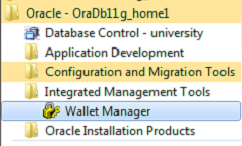 Oracle - OraDb11g_home1
Database Control - university
Application Development
Configuration and Migration Tools
Integrated Management Tools
Wallet Manager
Oracle Installation Products